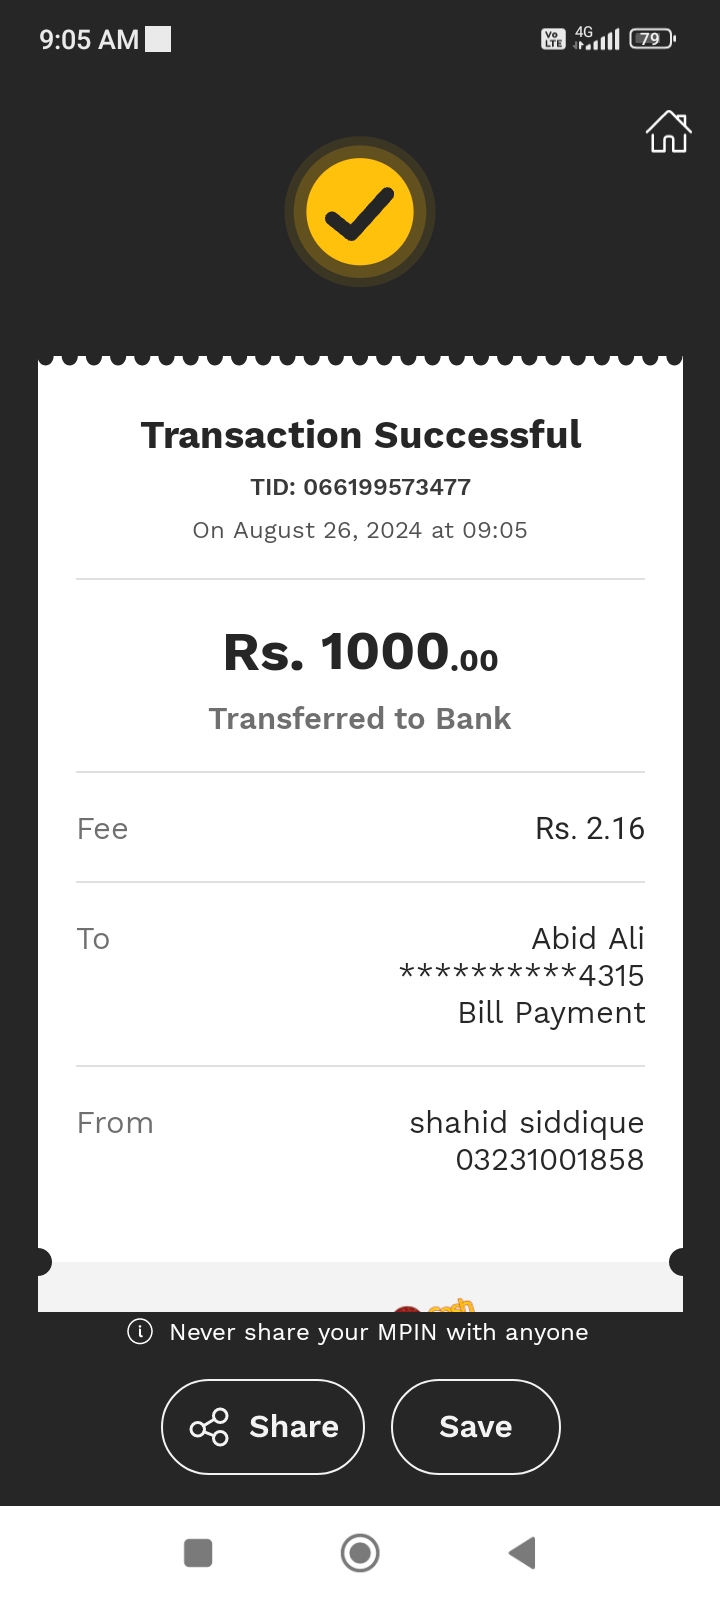 9:05 AM
Vo LTE 4G 79
Transaction Successful
TID: 066199573477
On August 26, 2024 at 09:05
Rs. 1000.00
Transferred to Bank
Fee Rs. 2.16
To Abid Ali
**********4315
Bill Payment
From shahid siddique
03231001858
cash
Never share your MPIN with anyone
Share Save